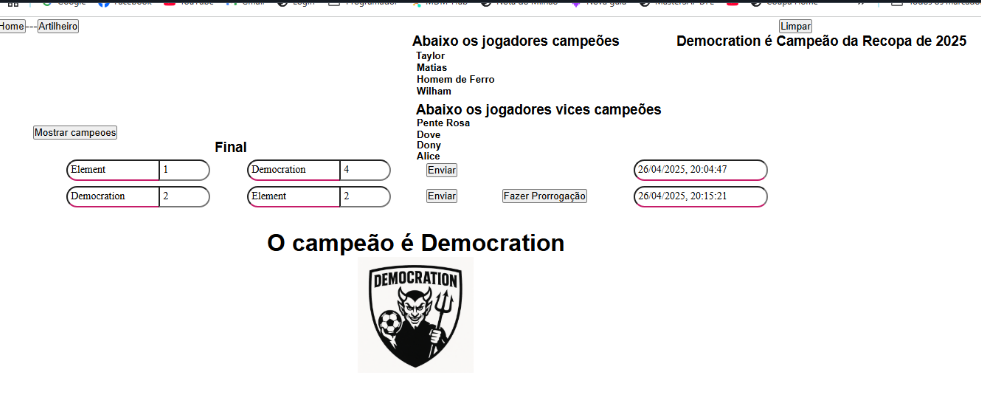 Home---Artilheiro
Limpar
Abaixo os jogadores campeões
Democration é Campeão da Recopa de 2025
Taylor
Matias
Homem de Ferro
Wilham
Abaixo os jogadores vices campeões
Pente Rosa
Dove
Dony
Alice
Mostrar campeoes
Final
Element 1 Democration 4 Enviar 26/04/2025, 20:04:47
Democration 2 Element 2 Enviar Fazer Prorrogação 26/04/2025, 20:15:21
O campeão é Democration
DEMOCRATION